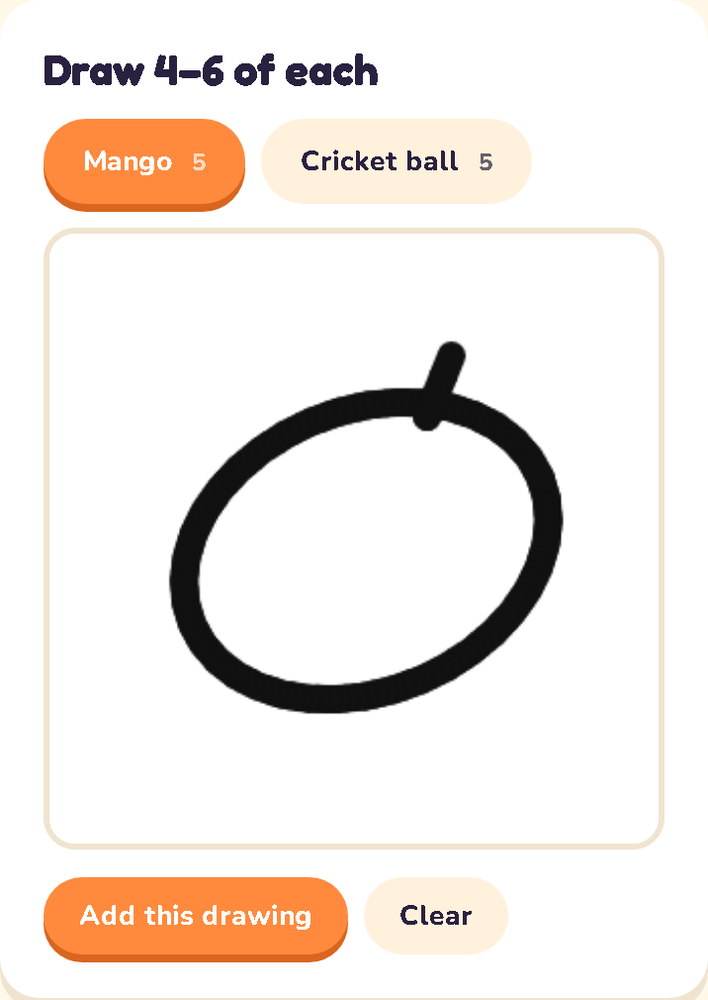 Draw 4–6 of each
Mango 5 Cricket ball 5
Add this drawing Clear